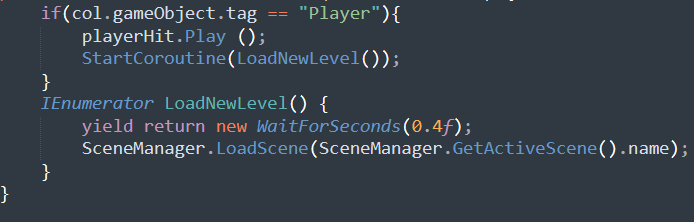 if(col.gameObject.tag == "Player"){
playerHit.Play ();
StartCoroutine(LoadNewLevel());
}
IEnumerator LoadNewLevel() {
yield return new WaitForSeconds(0.4f);
SceneManager.LoadScene(SceneManager.GetActiveScene().name);
}
}